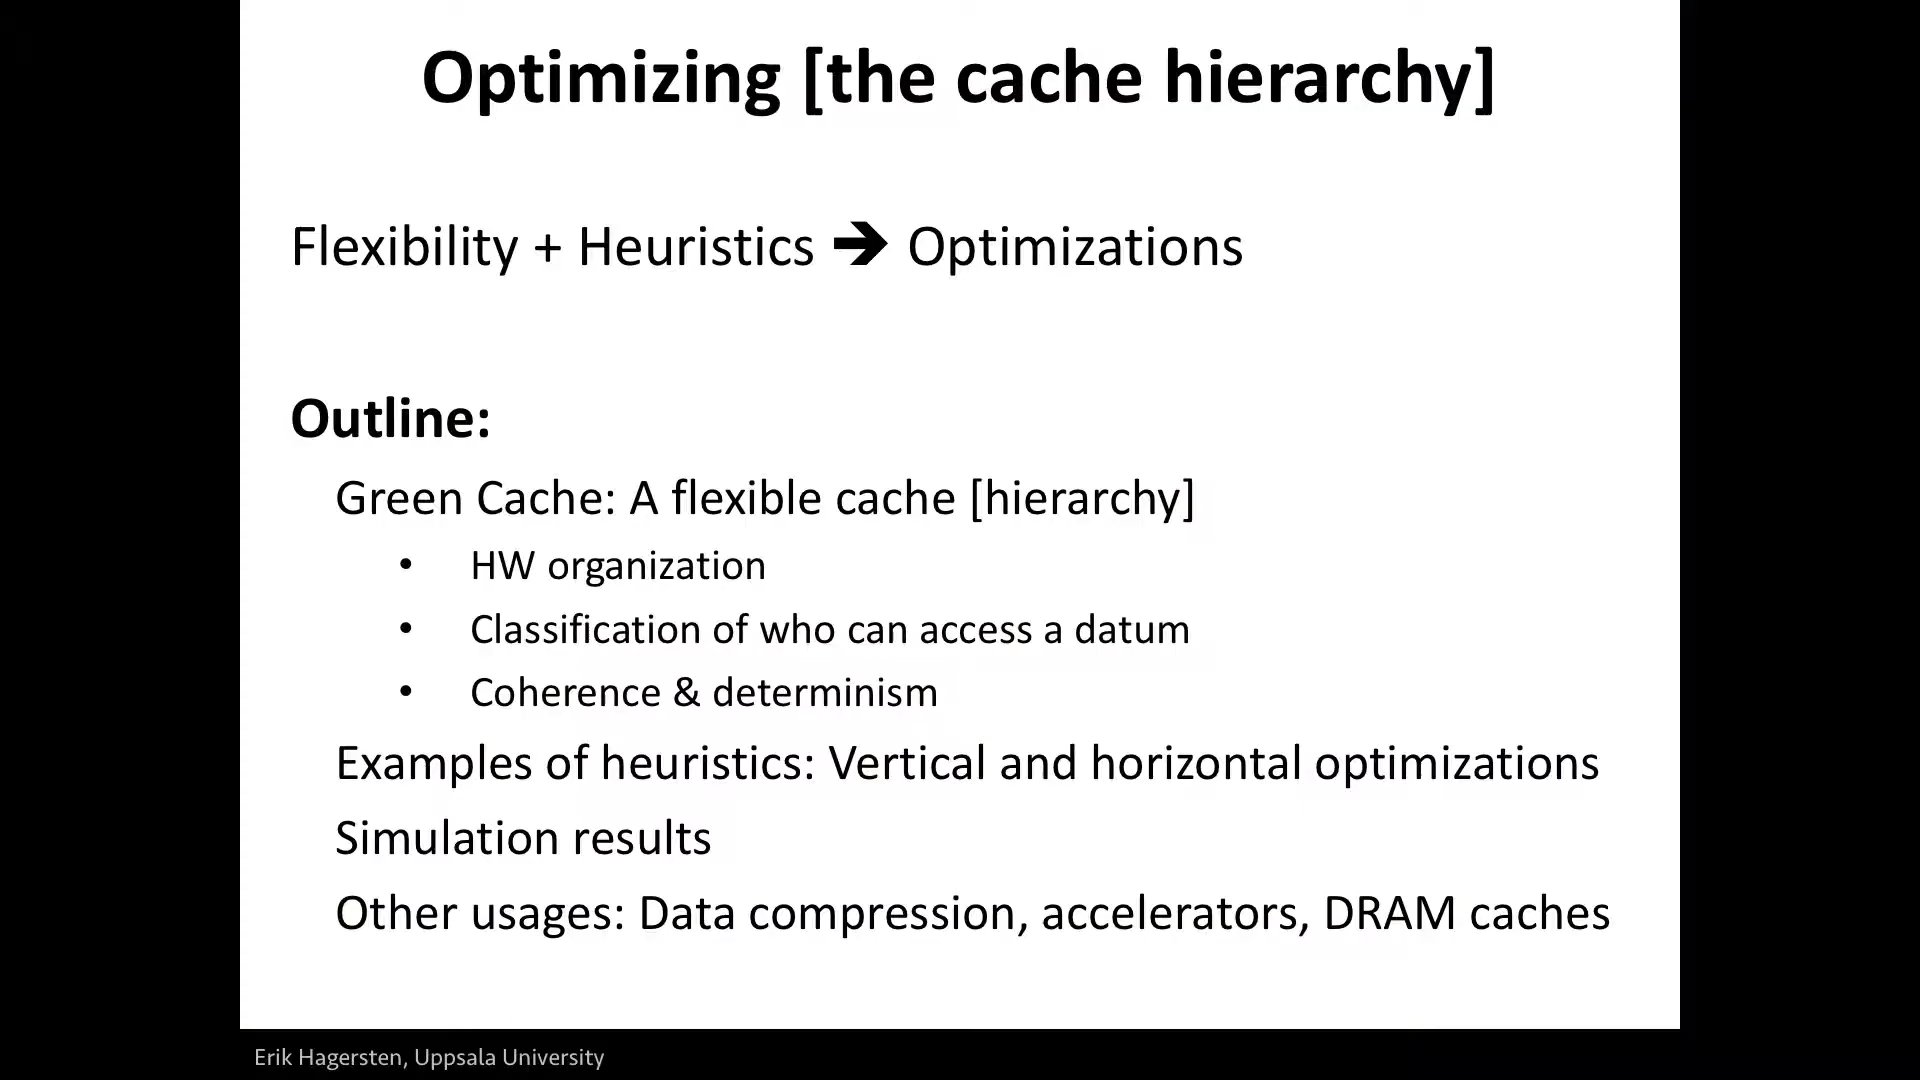 Optimizing [the cache hierarchy]
Flexibility + Heuristics ➔ Optimizations
Outline:
Green Cache: A flexible cache [hierarchy]
• HW organization
• Classification of who can access a datum
• Coherence & determinism
Examples of heuristics: Vertical and horizontal optimizations
Simulation results
Other usages: Data compression, accelerators, DRAM caches
Erik Hagersten, Uppsala University